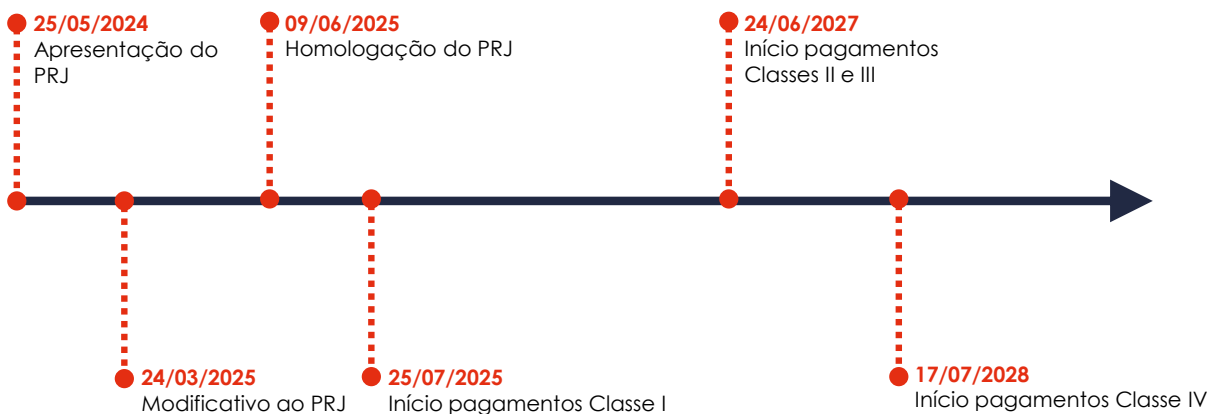 25/05/2024
Apresentação do
PRJ
09/06/2025
Homologação do PRJ
24/06/2027
Início pagamentos
Classes II e III
24/03/2025
Modificativo ao PRJ
25/07/2025
Início pagamentos Classe I
17/07/2028
Início pagamentos Classe IV